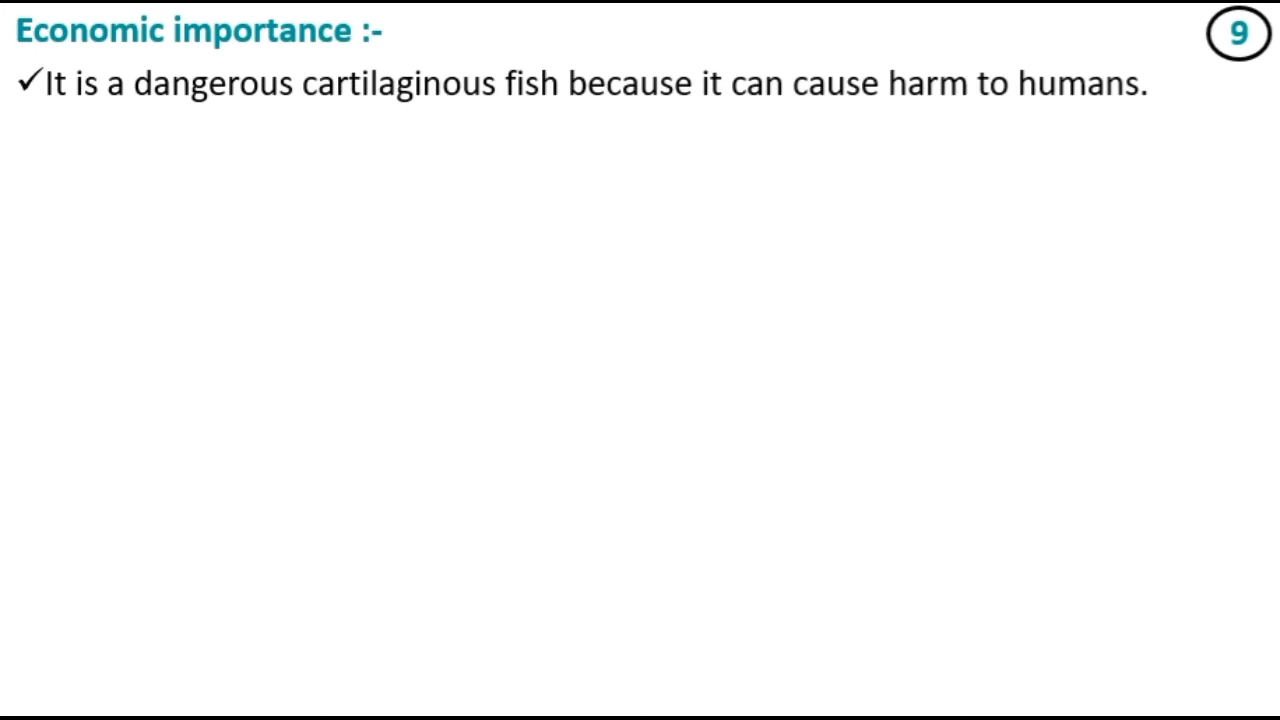 Economic importance :-
9
✓It is a dangerous cartilaginous fish because it can cause harm to humans.